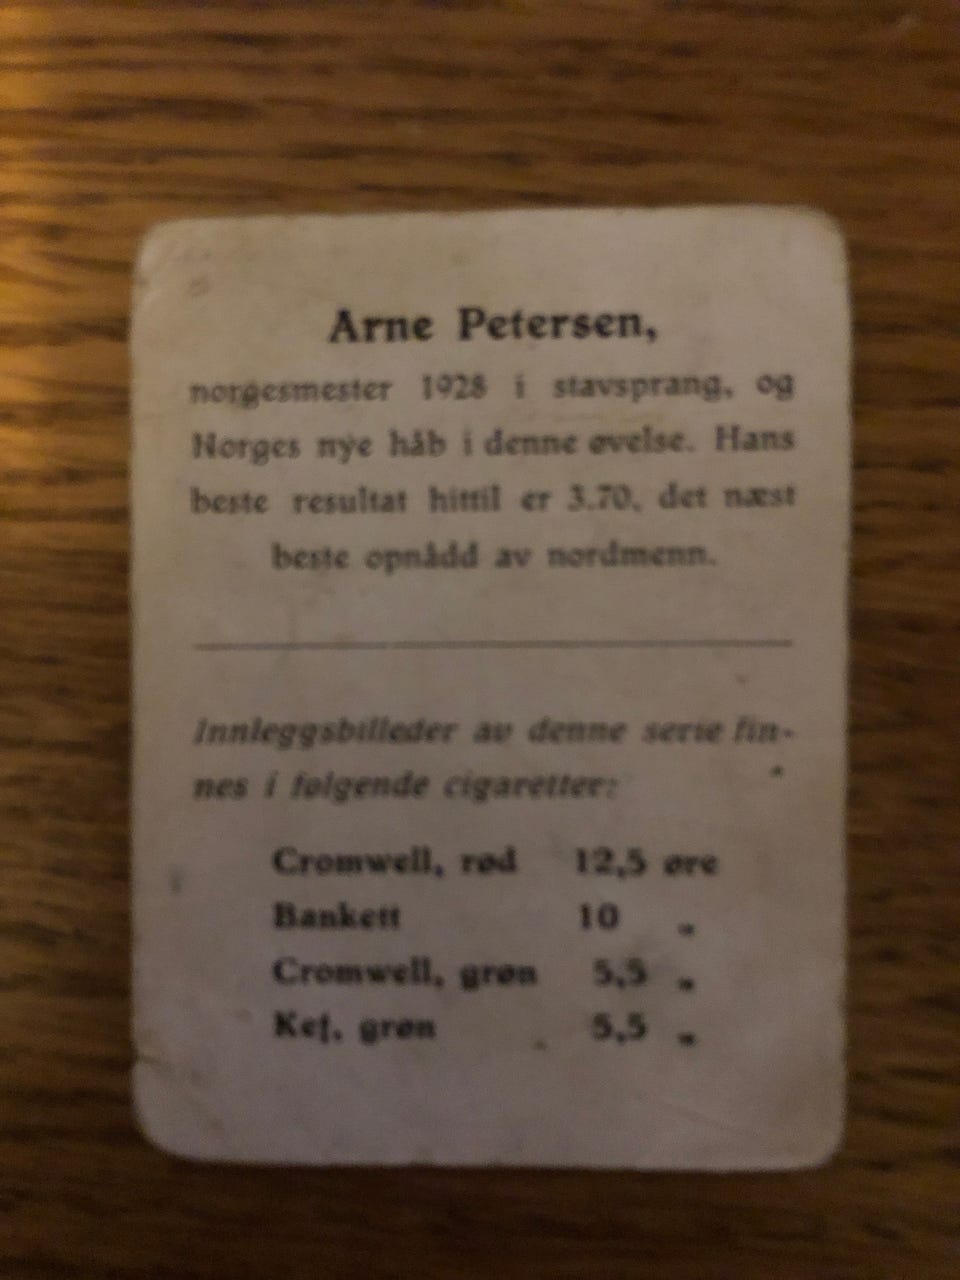 Arne Petersen,
norgesmester 1928 i stavsprang, og
Norges nye håb i denne øvelse. Hans
beste resultat hittil er 3.70, det næst
beste opnådd av nordmenn.
Innleggsbilleder av denne serie fin-
nes i følgende cigaretter:
Cromwell, rød 12,5 øre
Bankett 10 „
Cromwell, grøn 5,5 „
Kef, grøn 5,5 „